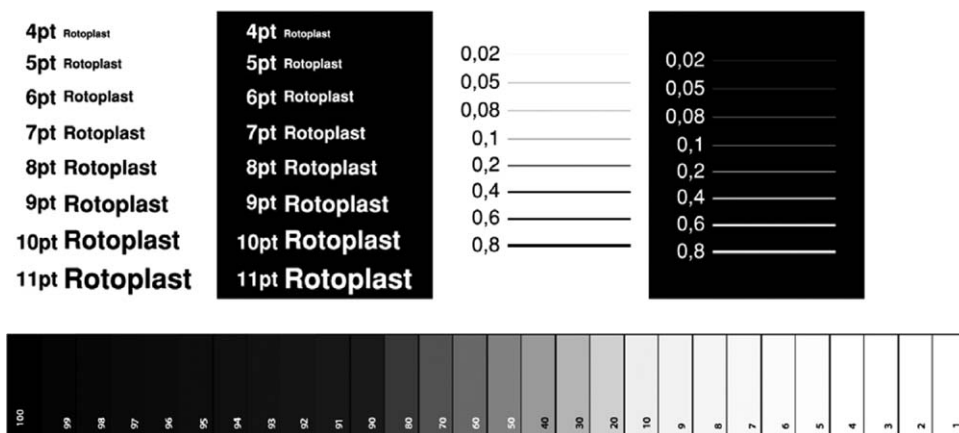 4pt Rotoplast
5pt Rotoplast
6pt Rotoplast
7pt Rotoplast
8pt Rotoplast
9pt Rotoplast
10pt Rotoplast
11pt Rotoplast
4pt Rotoplast
5pt Rotoplast
6pt Rotoplast
7pt Rotoplast
8pt Rotoplast
9pt Rotoplast
10pt Rotoplast
11pt Rotoplast
0,02
0,05
0,08
0,1
0,2
0,4
0,6
0,8
0,02
0,05
0,08
0,1
0,2
0,4
0,6
0,8
100 99 98 97 96 95 94 93 92 91 90 80 70 60 50 40 30 20 10 9 8 7 6 5 4 3 2 1